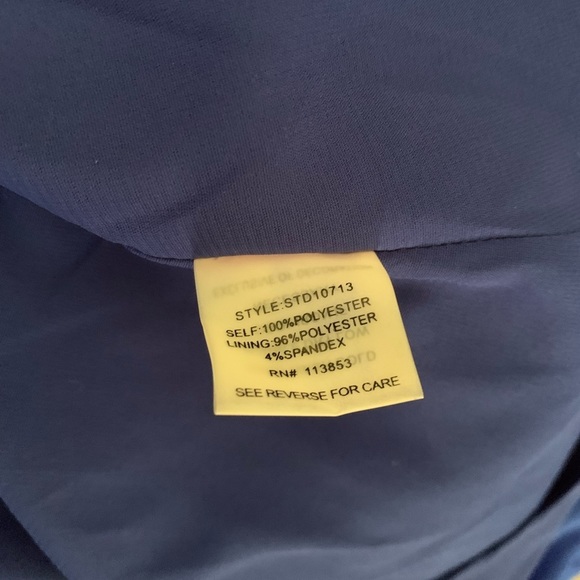 STYLE:STD10713
SELF:100%POLYESTER
LINING:96%POLYESTER
4%SPANDEX
RN# 113853
SEE REVERSE FOR CARE